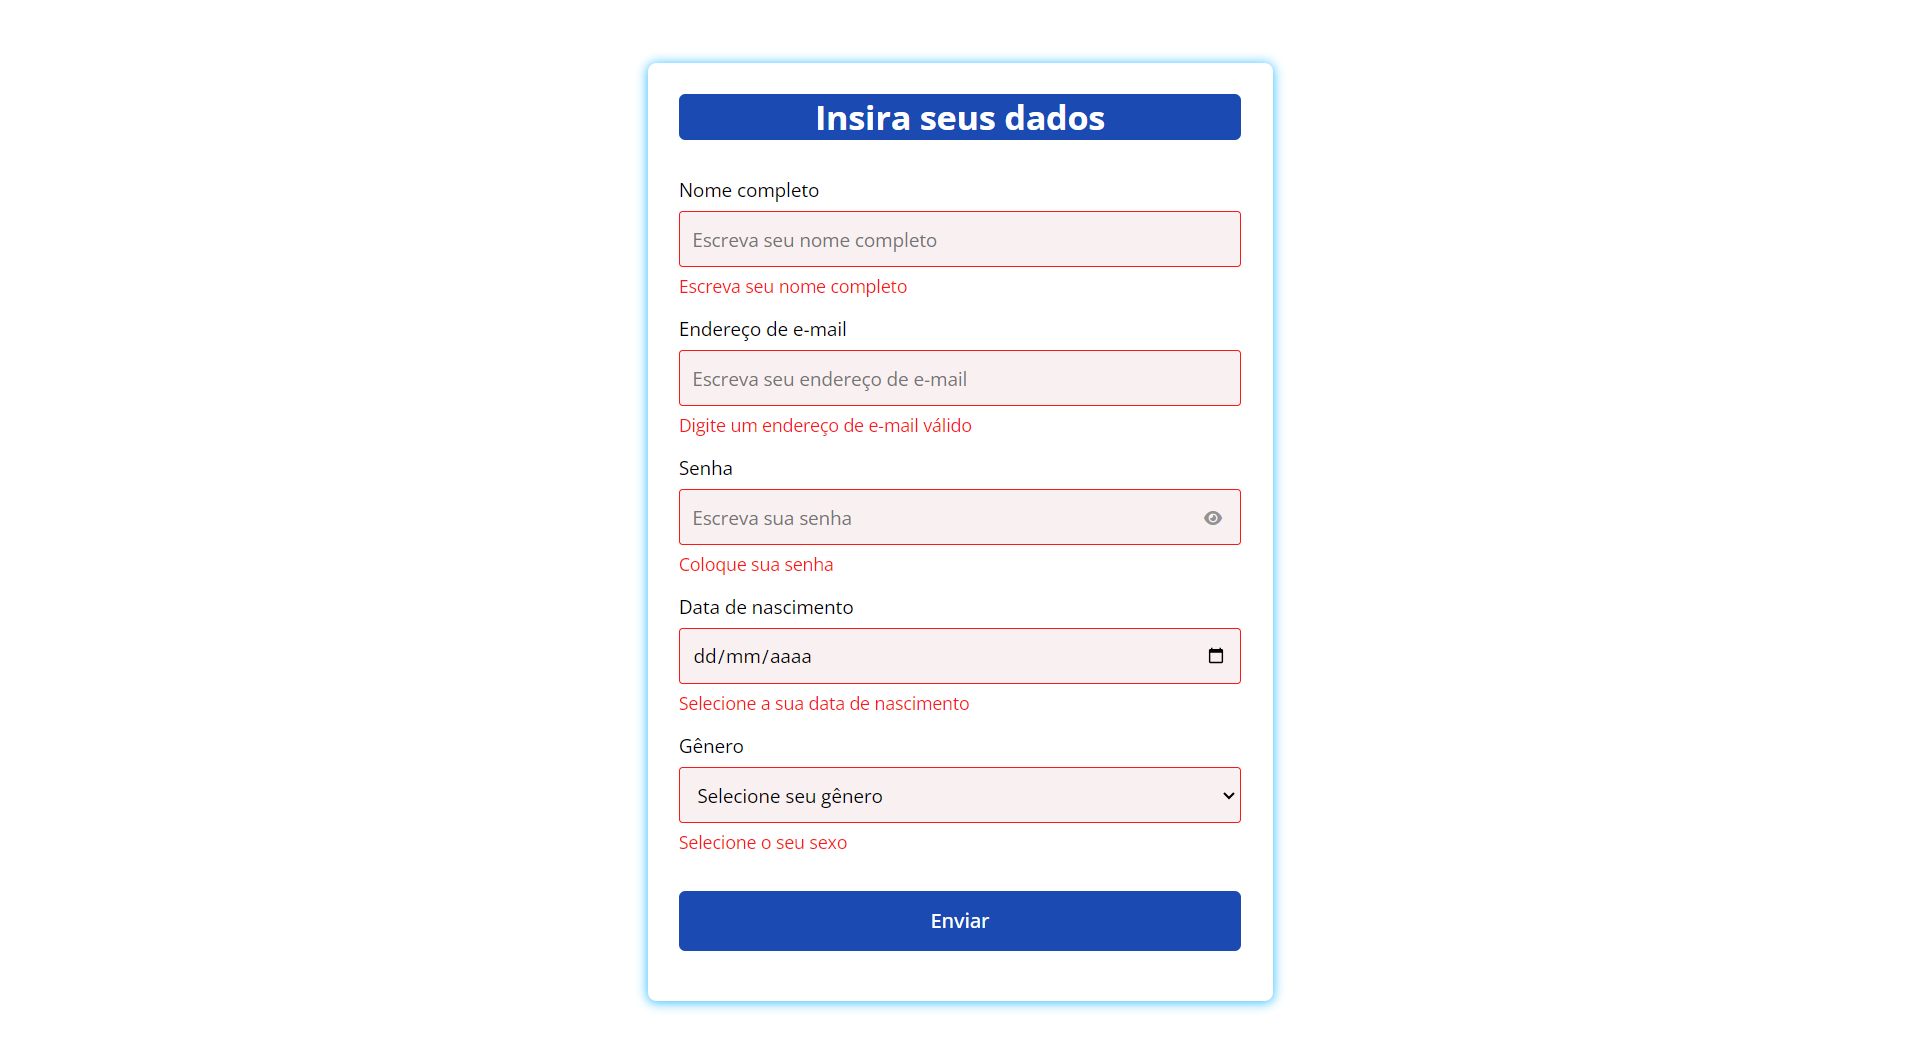 Insira seus dados
Nome completo
Escreva seu nome completo
Escreva seu nome completo
Endereço de e-mail
Escreva seu endereço de e-mail
Digite um endereço de e-mail válido
Senha
Escreva sua senha
Coloque sua senha
Data de nascimento
dd/mm/aaaa
Selecione a sua data de nascimento
Gênero
Selecione seu gênero
Selecione o seu sexo
Enviar